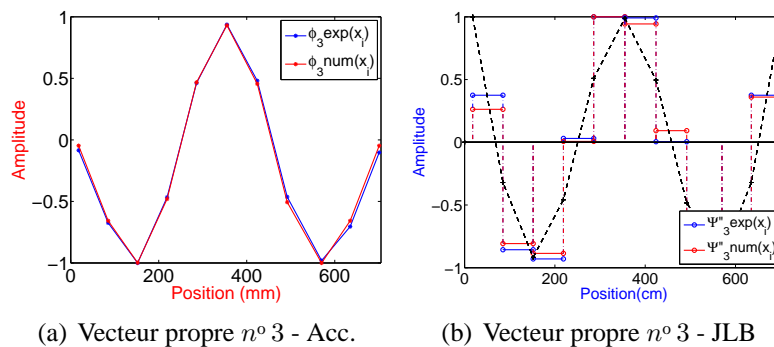 1
0.5
0
−0.5
−1
0 200 400 600
Amplitude
Position (mm)
ϕ3exp(xi)
ϕ3num(xi)
1
0.5
0
−0.5
−1
0 200 400 600
Amplitude
Position(cm)
Ψ"3exp(xi)
Ψ"3num(xi)
(a) Vecteur propre nº 3 - Acc.
(b) Vecteur propre nº 3 - JLB